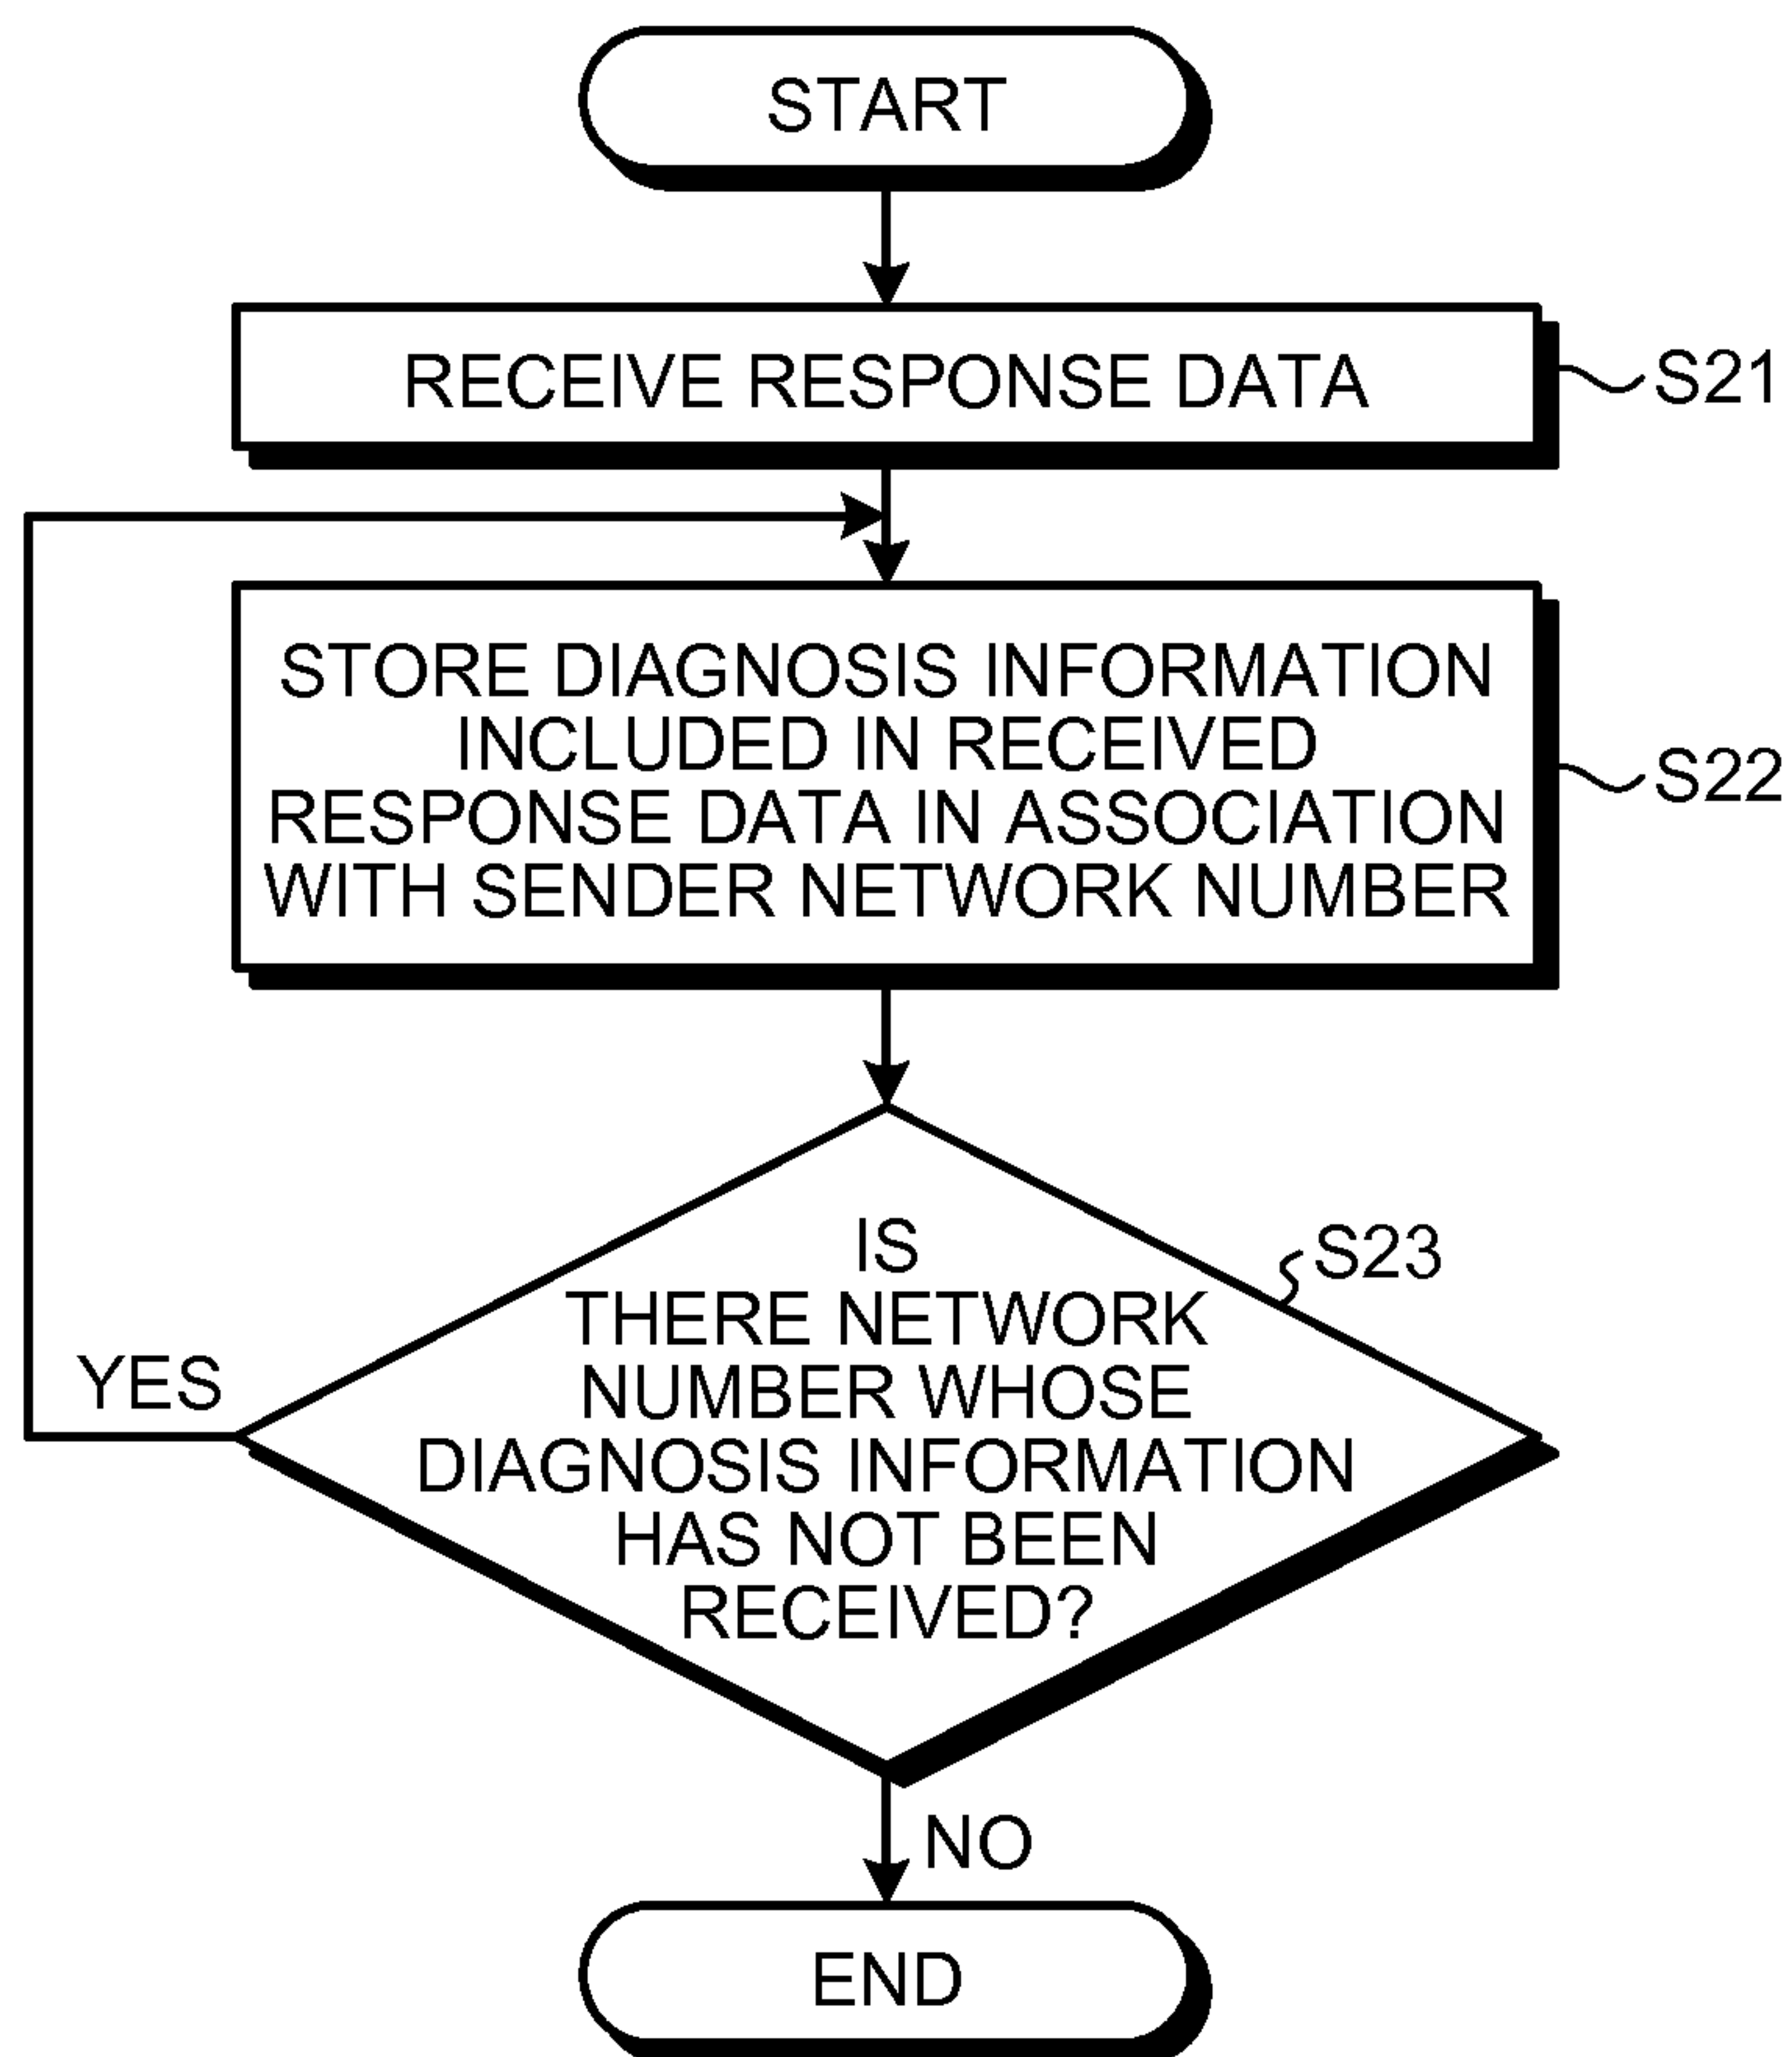 START
RECEIVE RESPONSE DATA
S21
STORE DIAGNOSIS INFORMATION
INCLUDED IN RECEIVED
RESPONSE DATA IN ASSOCIATION
WITH SENDER NETWORK NUMBER
S22
IS
THERE NETWORK
NUMBER WHOSE
DIAGNOSIS INFORMATION
HAS NOT BEEN
RECEIVED?
S23
YES
NO
END